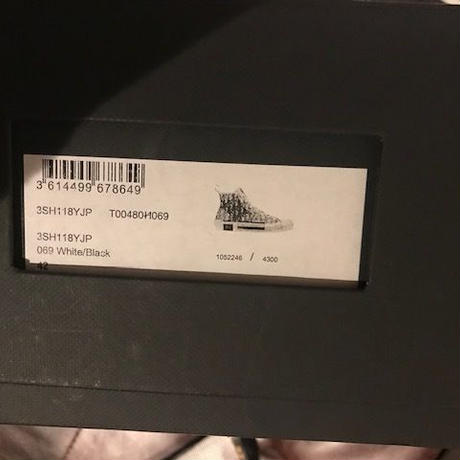 3 614499 678649
3SH118YJP T00480H069
3SH118YJP
069 White/Black
42
1052246 / 4300